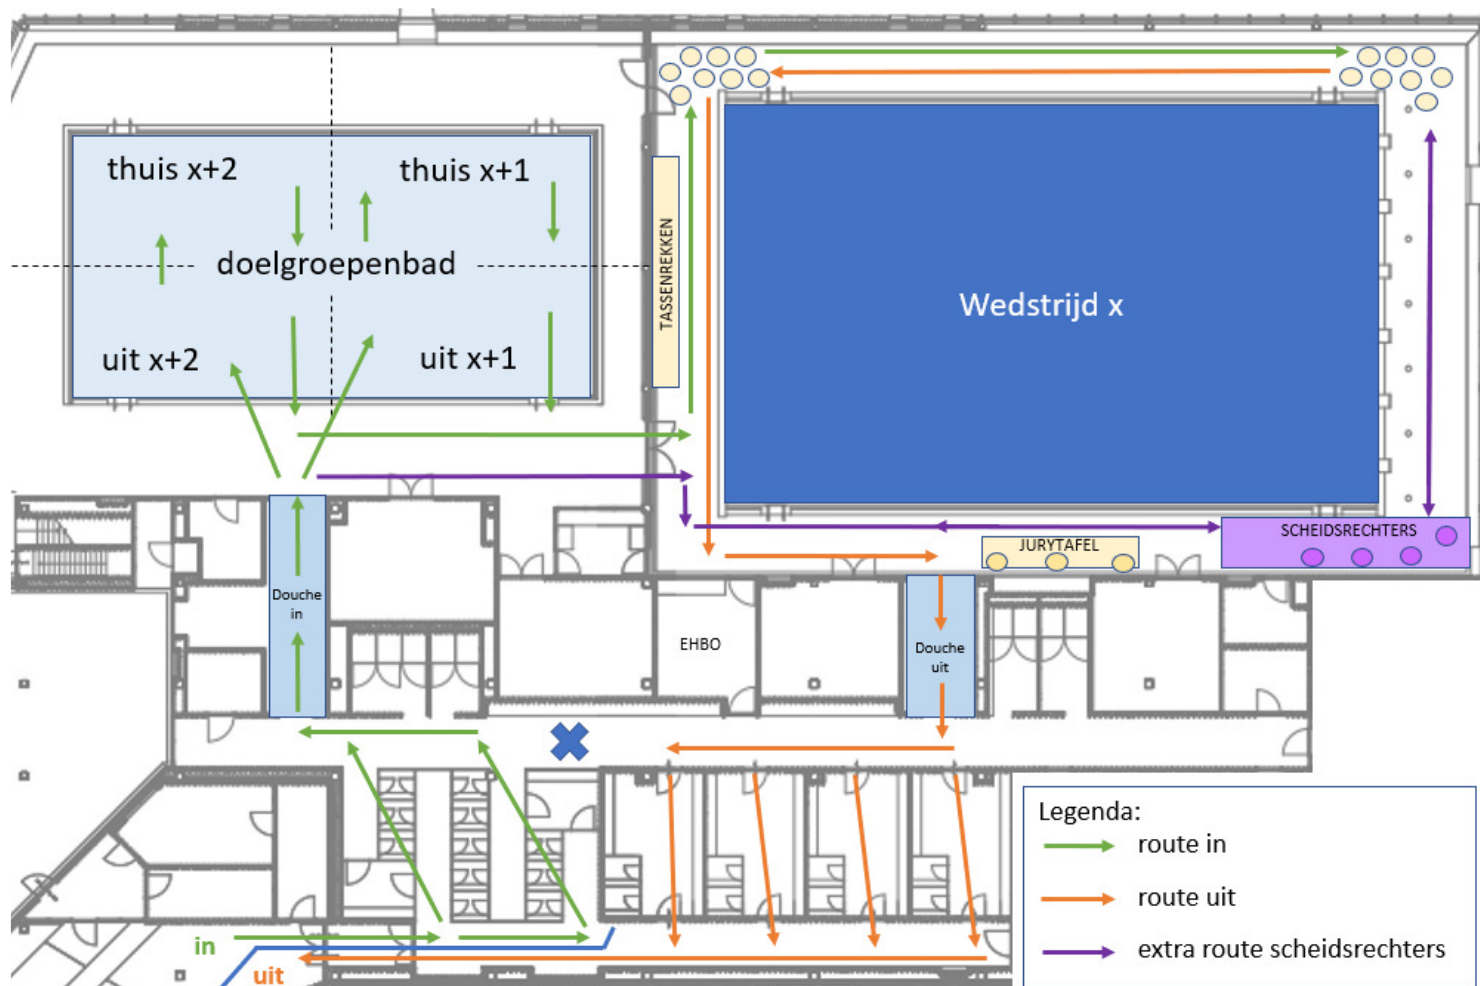 thuis x+2
thuis x+1
doelgroepenbad
uit x+2
uit x+1
TASSENREKKEN
Wedstrijd x
SCHEIDSRECHTERS
JURYTAFEL
Douche
in
EHBO
Douche
uit
in
uit
Legenda:
route in
route uit
extra route scheidsrechters